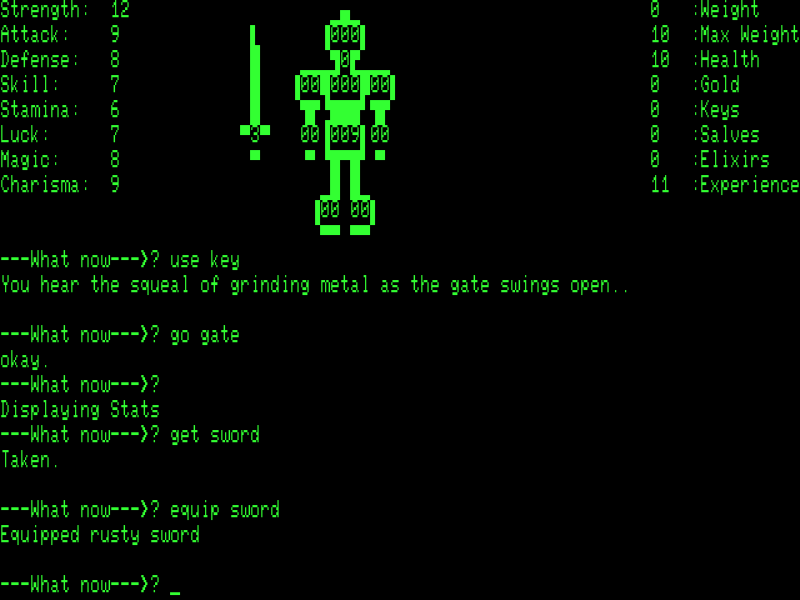 Strength: 12 0 :Weight
Attack: 9 000 10 :Max Weight
Defense: 8 0 10 :Health
Skill: 7 00 000 00 0 :Gold
Stamina: 6 0 :Keys
Luck: 7 3 00 009 00 0 :Salves
Magic: 8 0 :Elixirs
Charisma: 9 11 :Experience
00 00
---What now--->? use key
You hear the squeal of grinding metal as the gate swings open..
---What now--->? go gate
okay.
---What now--->?
Displaying Stats
---What now--->? get sword
Taken.
---What now--->? equip sword
Equipped rusty sword
---What now--->? _